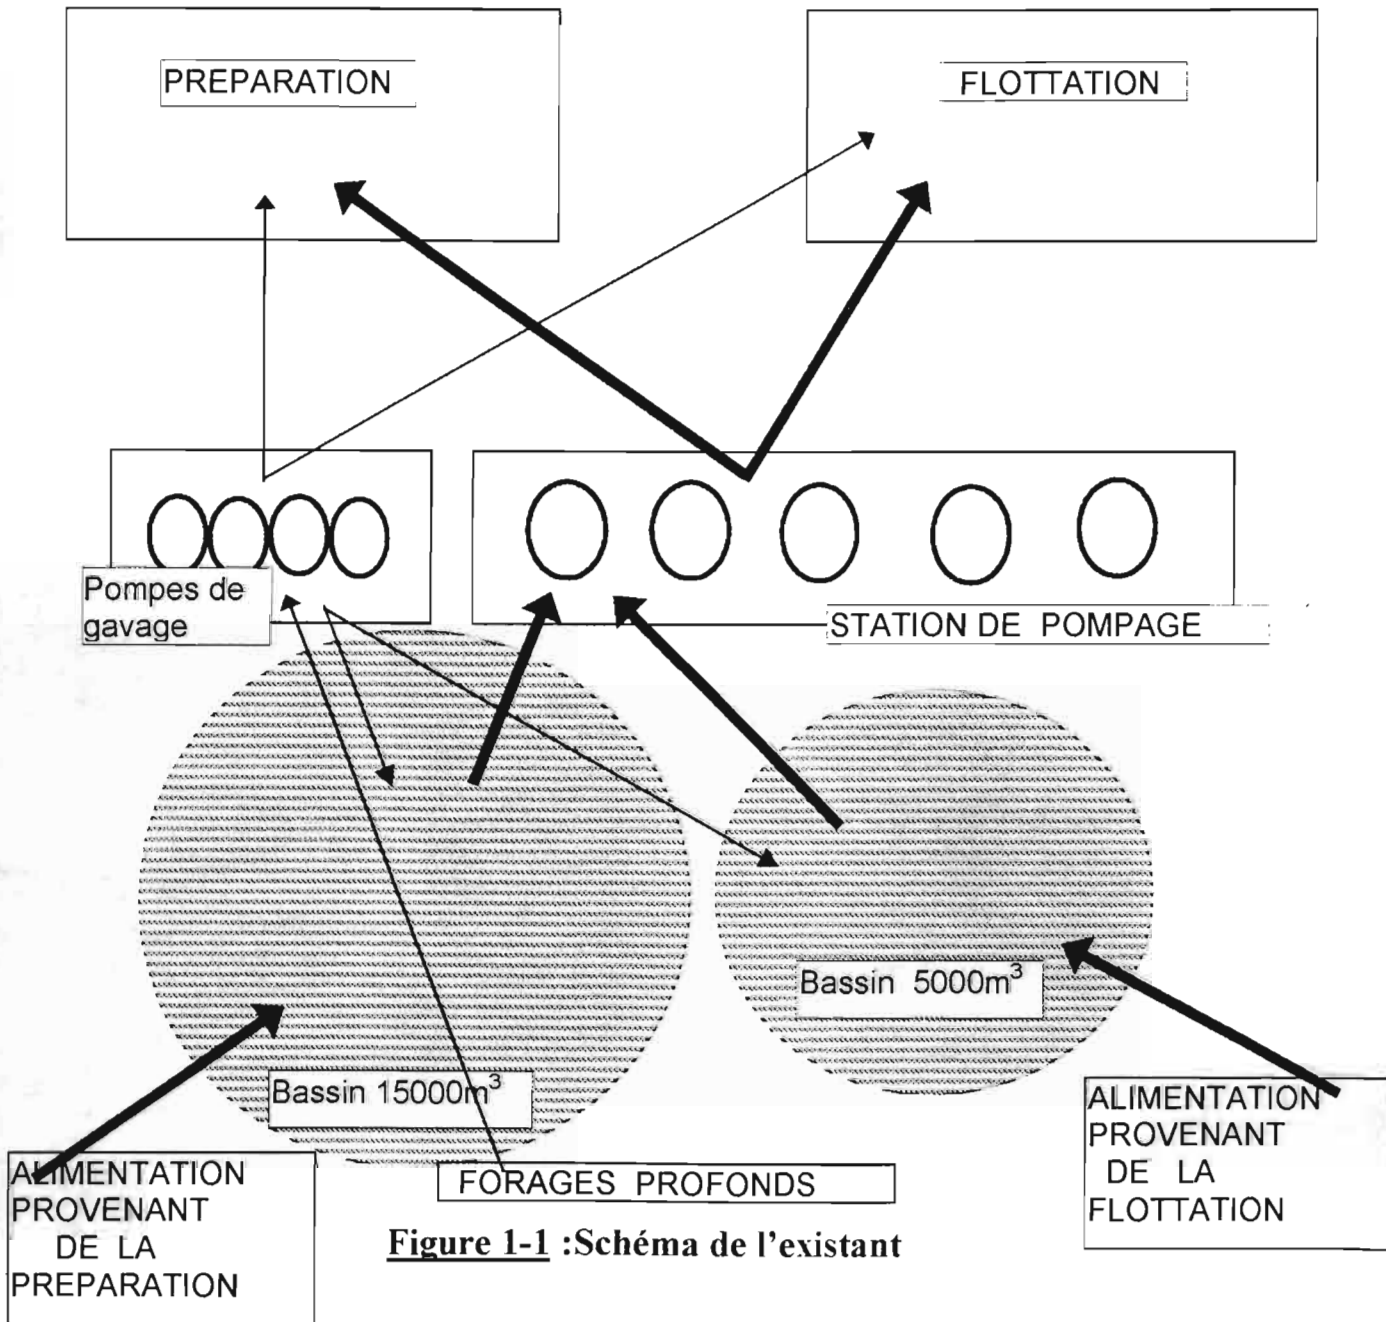 PREPARATION
FLOTTATION
Pompes de
gavage
STATION DE POMPAGE
Bassin 5000m³
Bassin 15000m³
ALIMENTATION
PROVENANT
DE LA
FLOTTATION
ALIMENTATION
PROVENANT
DE LA
PREPARATION
FORAGES PROFONDS
Figure 1-1 :Schéma de l'existant